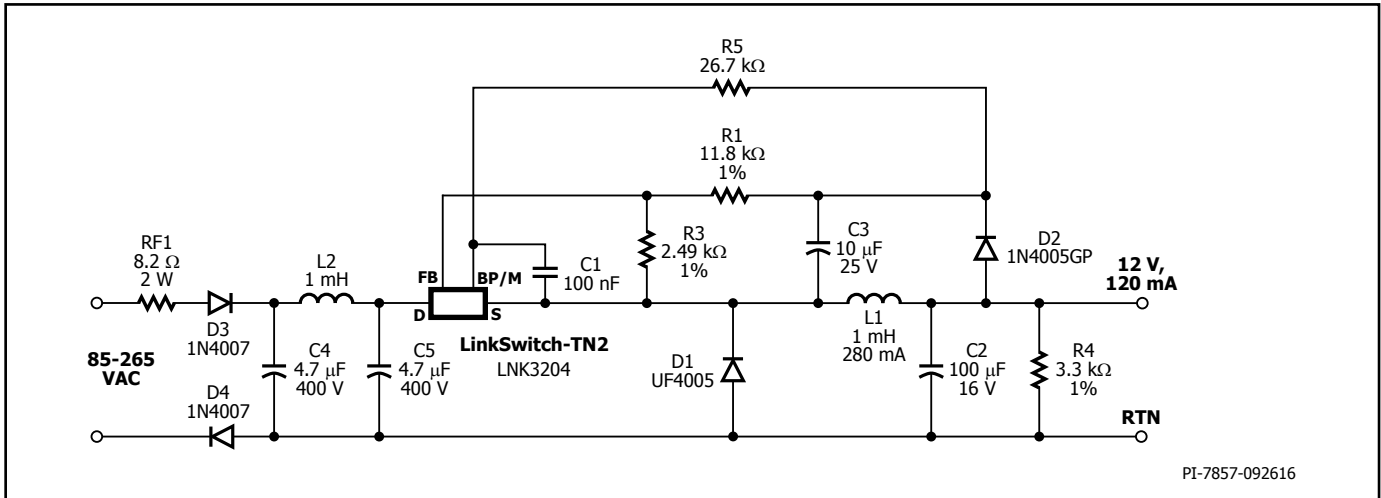 R5
26.7 kΩ
R1
11.8 kΩ
1%
RF1
8.2 Ω
2 W
D3
1N4007
L2
1 mH
FB
BP/M
D
S
C1
100 nF
R3
2.49 kΩ
1%
C3
10 µF
25 V
D2
1N4005GP
12 V,
120 mA
85-265
VAC
C4
4.7 µF
400 V
C5
4.7 µF
400 V
LinkSwitch-TN2
LNK3204
D1
UF4005
L1
1 mH
280 mA
C2
100 µF
16 V
R4
3.3 kΩ
1%
D4
1N4007
RTN
PI-7857-092616